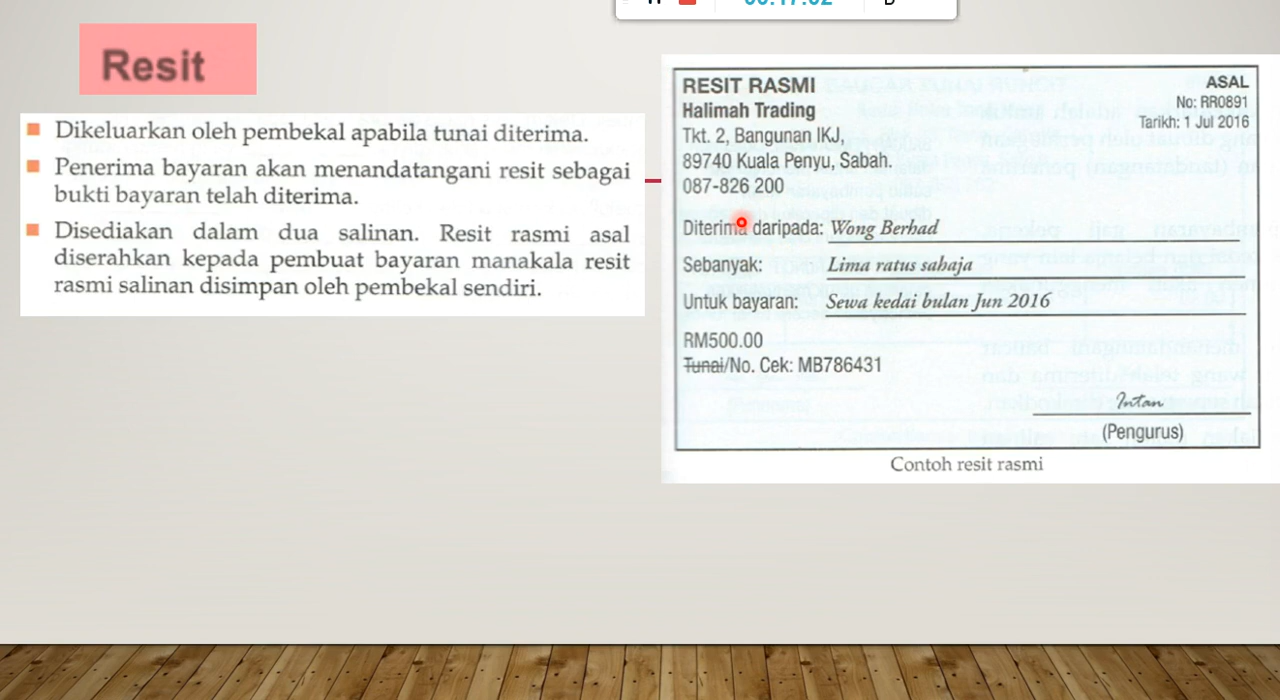 Resit
Dikeluarkan oleh pembekal apabila tunai diterima.
Penerima bayaran akan menandatangani resit sebagai
bukti bayaran telah diterima.
Disediakan dalam dua salinan. Resit rasmi asal
diserahkan kepada pembuat bayaran manakala resit
rasmi salinan disimpan oleh pembekal sendiri.
RESIT RASMI
ASAL
Halimah Trading
No: RR0891
Tkt. 2, Bangunan IKJ,
Tarikh: 1 Jul 2016
89740 Kuala Penyu, Sabah.
087-826 200
Diterima daripada: Wong Berhad
Sebanyak: Lima ratus sahaja
Untuk bayaran: Sewa kedai bulan Jun 2016
RM500.00
Tunai/No. Cek: MB786431
Intan
(Pengurus)
Contoh resit rasmi